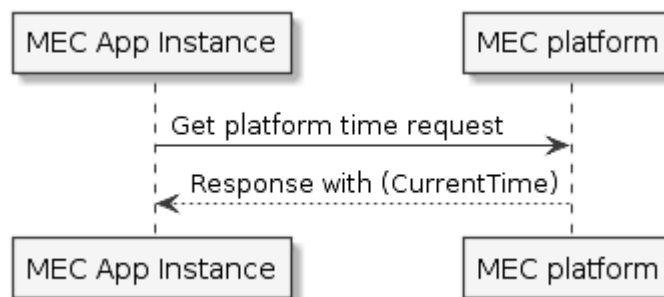 MEC App Instance
MEC platform
Get platform time request
Response with (CurrentTime)
MEC App Instance
MEC platform